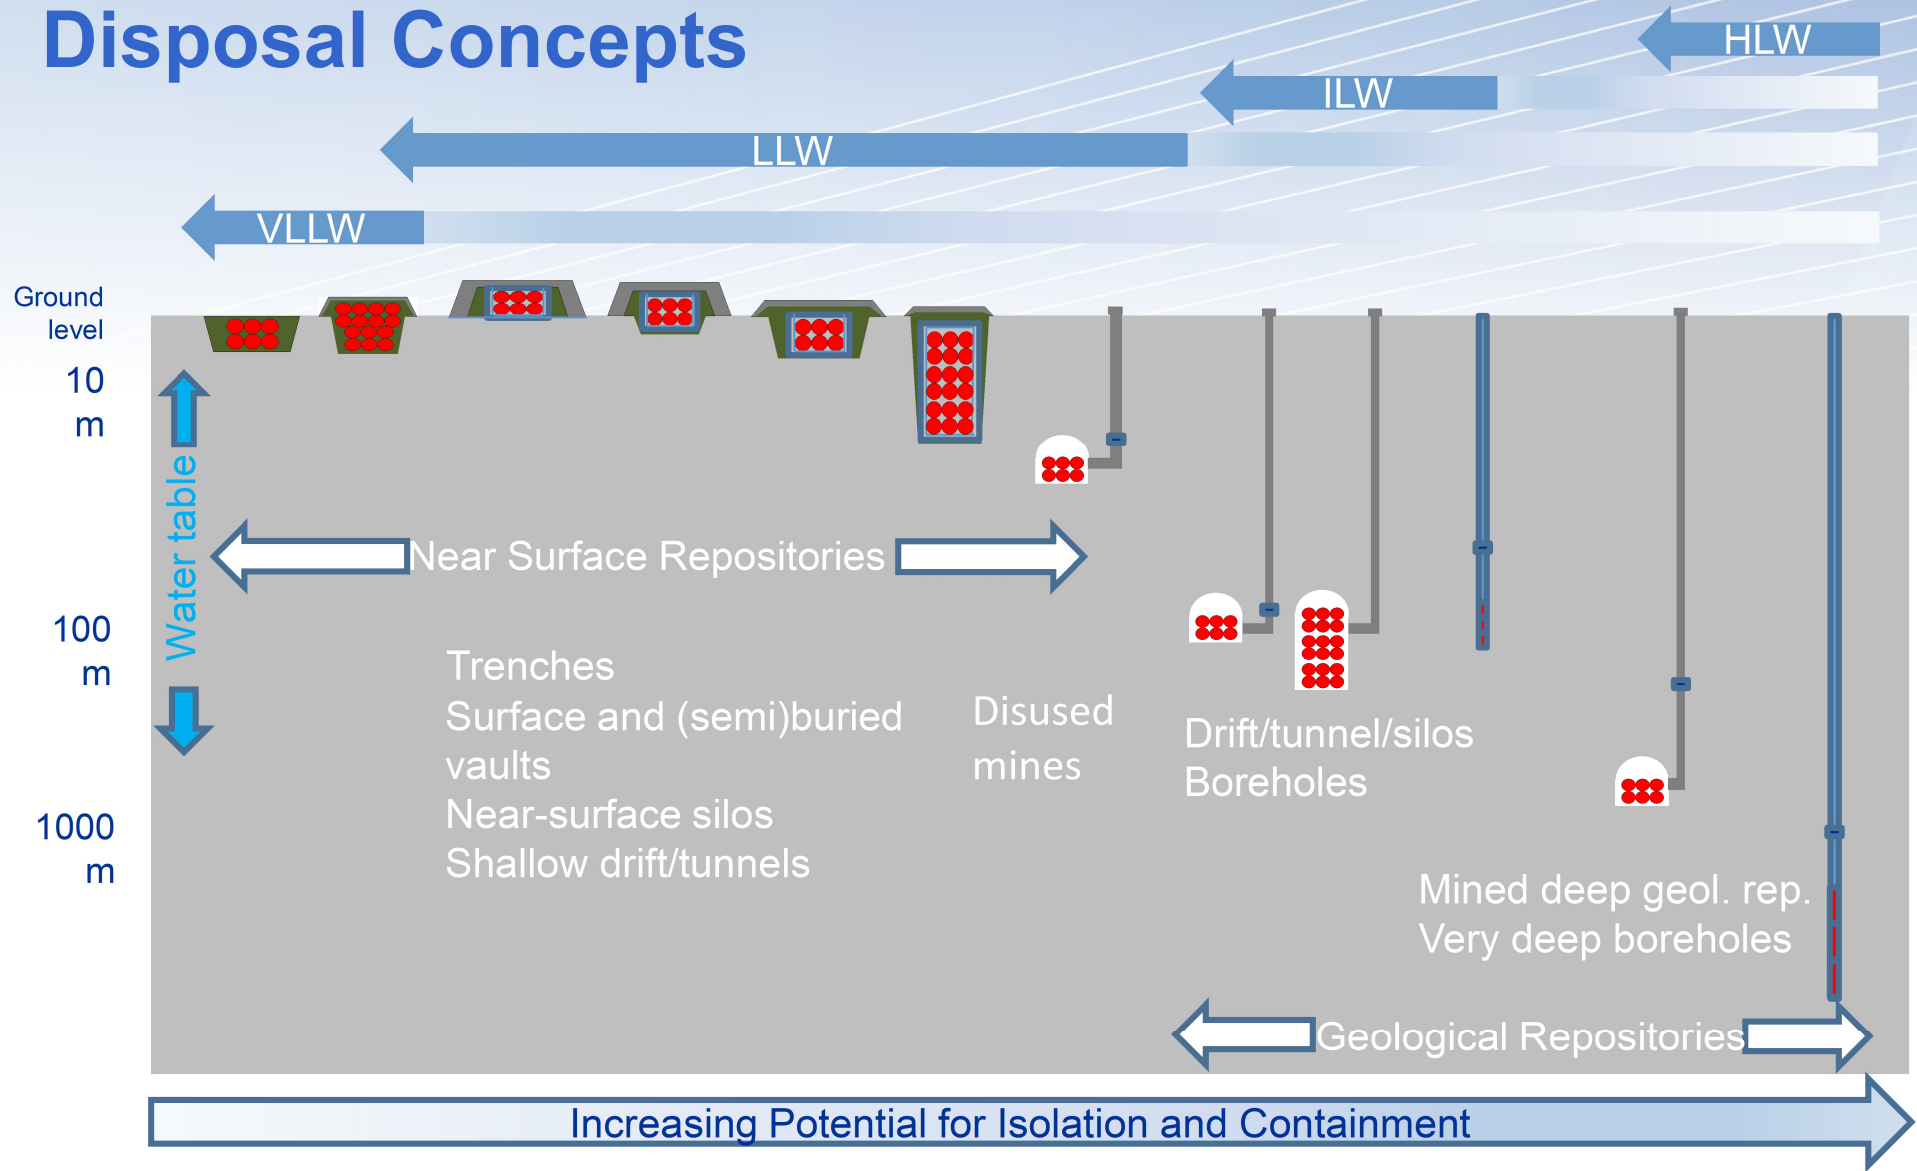 Disposal Concepts
HLW
ILW
LLW
VLLW
Ground
level
10
m
Water table
100
m
1000
m
Near Surface Repositories
Trenches
Surface and (semi)buried
vaults
Near-surface silos
Shallow drift/tunnels
Disused
mines
Drift/tunnel/silos
Boreholes
Mined deep geol. rep.
Very deep boreholes
Geological Repositories
Increasing Potential for Isolation and Containment